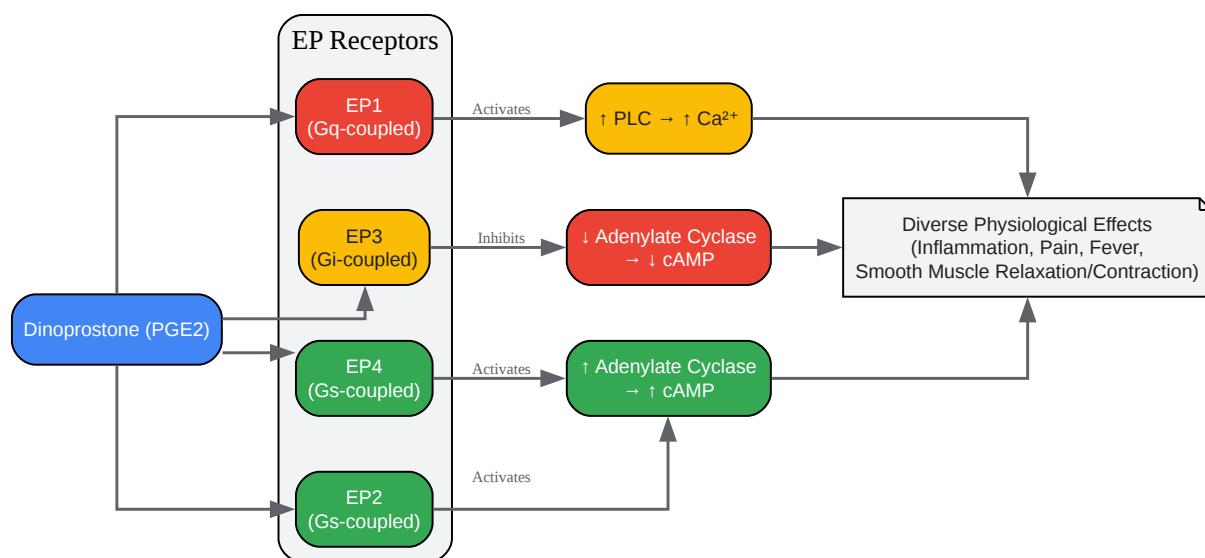 EP Receptors
EP1
(Gq-coupled)
Activates
↑ PLC → ↑ Ca²⁺
EP3
(Gi-coupled)
Inhibits
↓ Adenylate Cyclase
→ ↓ cAMP
Diverse Physiological Effects
(Inflammation, Pain, Fever,
Smooth Muscle Relaxation/Contraction)
Dinoprostone (PGE2)
EP4
(Gs-coupled)
Activates
↑ Adenylate Cyclase
→ ↑ cAMP
EP2
(Gs-coupled)
Activates